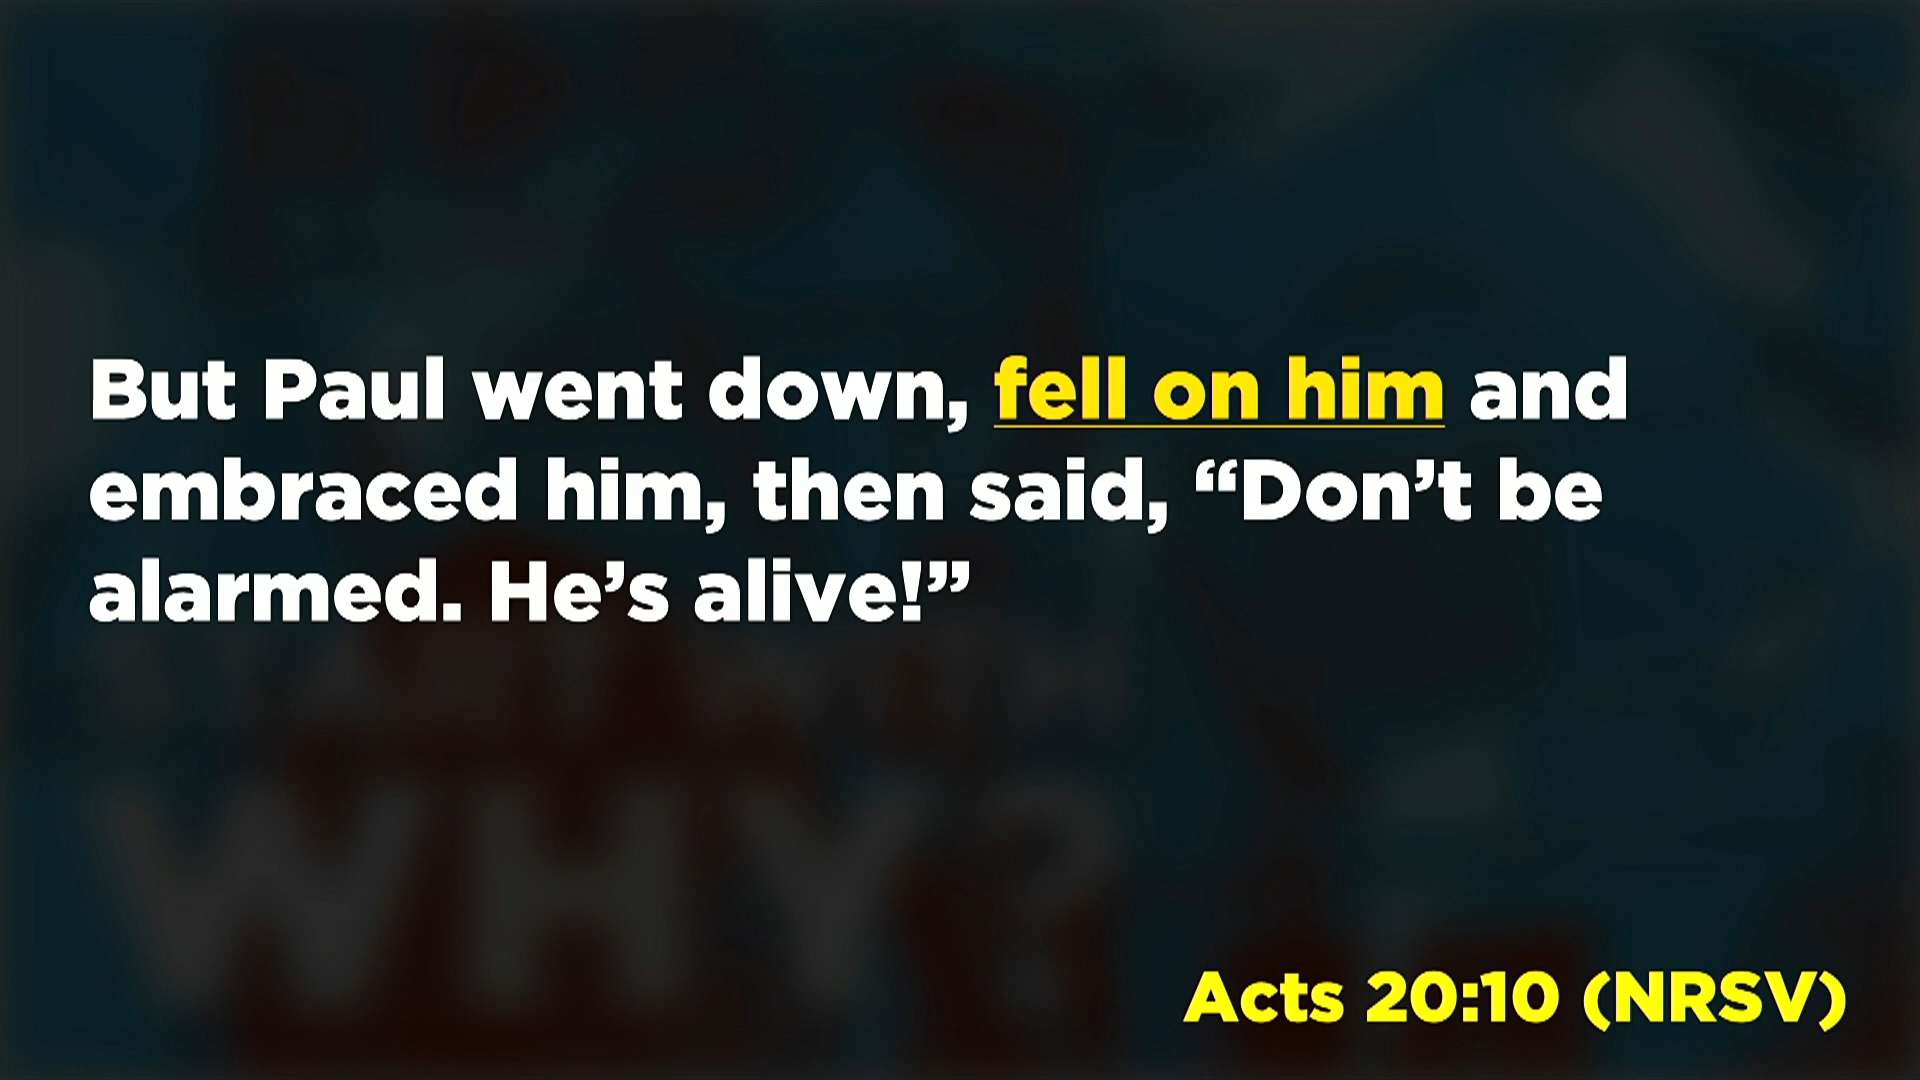 But Paul went down, fell on him and
embraced him, then said, “Don’t be
alarmed. He’s alive!”
WHY?
Acts 20:10 (NRSV)